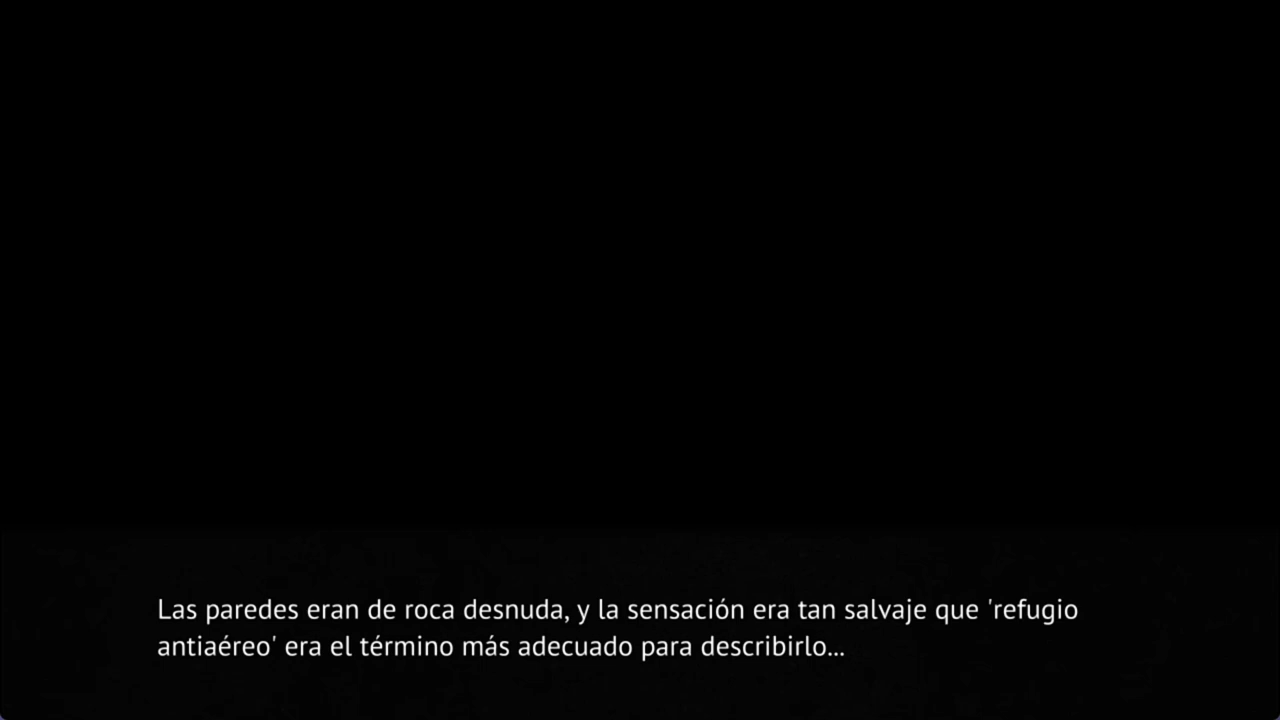 Las paredes eran de roca desnuda, y la sensación era tan salvaje que 'refugio
antiaéreo' era el término más adecuado para describirlo...